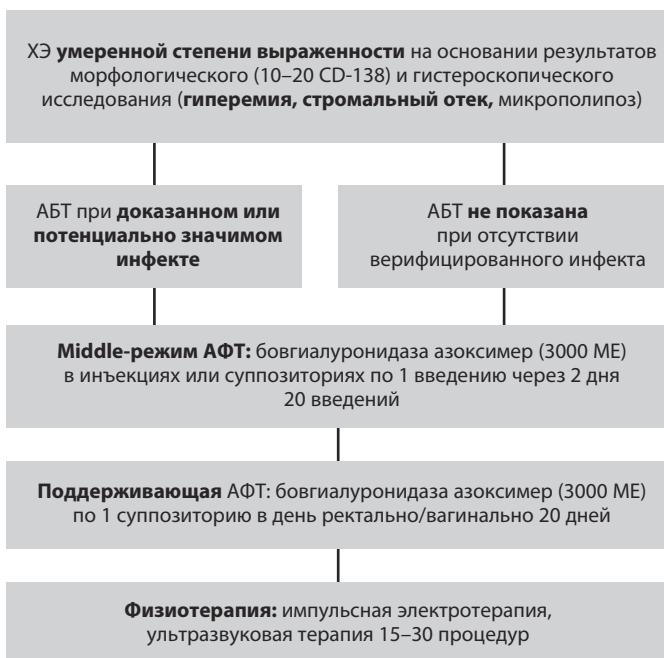 ХЭ умеренной степени выраженности на основании результатов
морфологического (10–20 CD-138) и гистероскопического
исследования (гиперемия, стромальный отек, микрополипоз)
АБТ при доказанном или
потенциально значимом
инфекте
АБТ не показана
при отсутствии
верифицированного инфекта
Middle-режим АФТ: бовгиалуронидаза азоксимер (3000 МЕ)
в инъекциях или суппозиториях по 1 введению через 2 дня
20 введений
Поддерживающая АФТ: бовгиалуронидаза азоксимер (3000 МЕ)
по 1 суппозиторию в день ректально/вагинально 20 дней
Физиотерапия: импульсная электротерапия,
ультразвуковая терапия 15–30 процедур